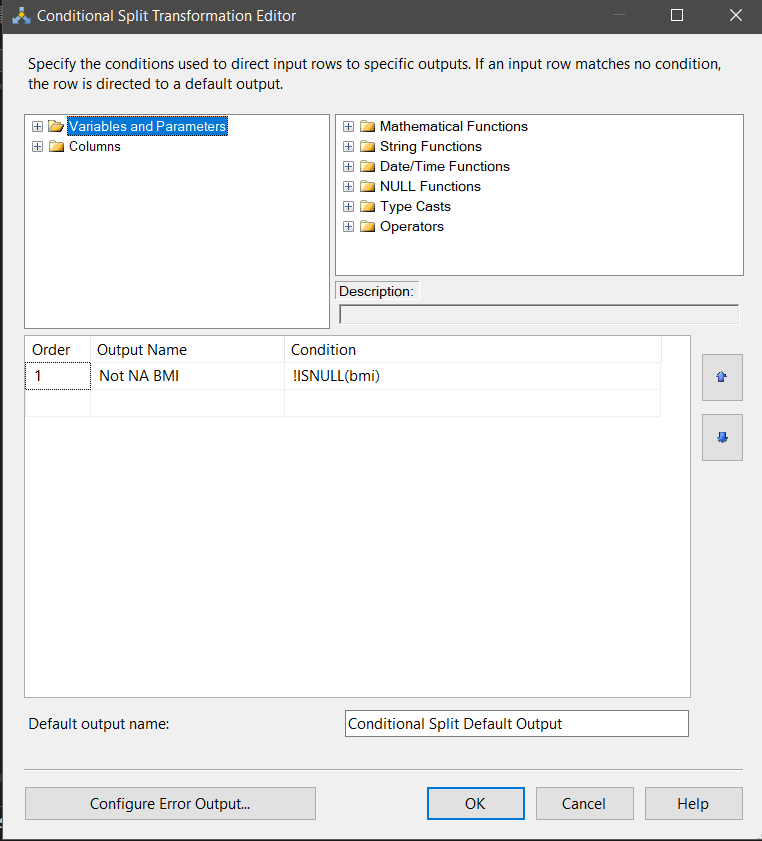 Conditional Split Transformation Editor
Specify the conditions used to direct input rows to specific outputs. If an input row matches no condition,
the row is directed to a default output.
Variables and Parameters
Columns
Mathematical Functions
String Functions
Date/Time Functions
NULL Functions
Type Casts
Operators
Description:
Order Output Name Condition
1 Not NA BMI !ISNULL(bmi)
Default output name: Conditional Split Default Output
Configure Error Output... OK Cancel Help